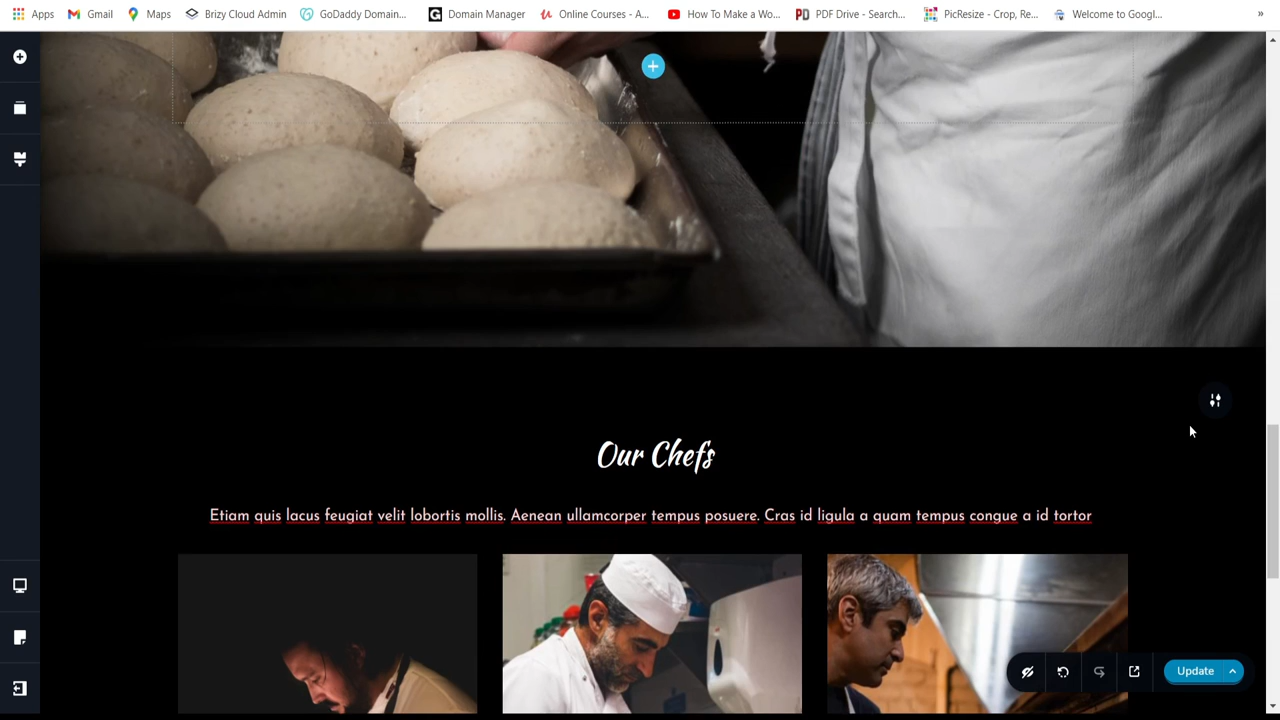 Apps Gmail Maps Brizy Cloud Admin GoDaddy Domain... Domain Manager Online Courses - A... How To Make a Wo... PDF Drive - Search... PicResize - Crop, Re... Welcome to Googl... »
Our Chefs
Etiam quis lacus feugiat velit lobortis mollis. Aenean ullamcorper tempus posuere. Cras id ligula a quam tempus congue a id tortor
Update